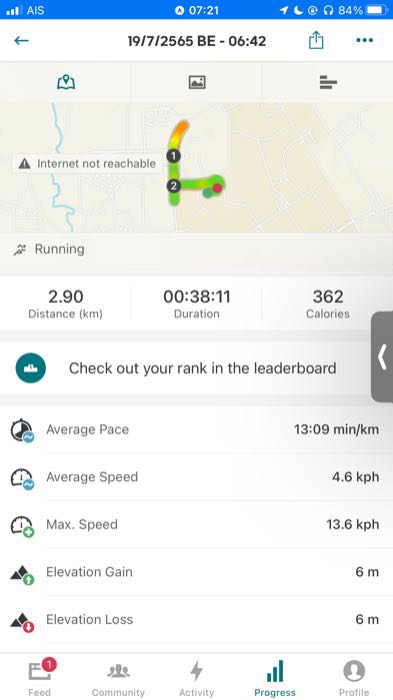 AIS 07:21 84%
19/7/2565 BE - 06:42
1
Internet not reachable
2
Running
2.90 00:38:11 362
Distance (km) Duration Calories
Check out your rank in the leaderboard
Average Pace 13:09 min/km
Average Speed 4.6 kph
Max. Speed 13.6 kph
Elevation Gain 6 m
Elevation Loss 6 m
1
Feed Community Activity Progress Profile